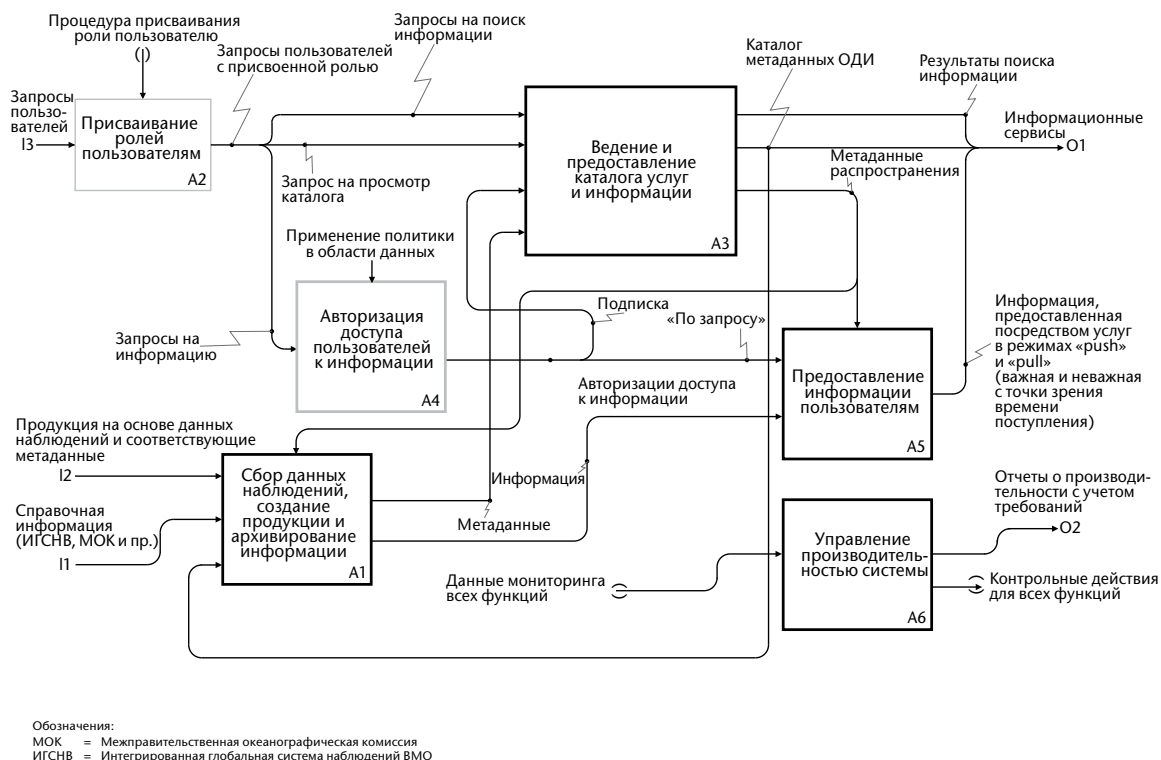 Процедура присваивания
роли пользователю
()
Запросы на поиск
информации
Запросы пользователей
с присвоенной ролью
Каталог
метаданных ОДИ
Результаты поиска
информации
Запросы
пользо-
вателей
I3
Присваивание
ролей
пользователям
A2
Ведение и
предоставление
каталога услуг
и информации
A3
Информационные
сервисы
O1
Метаданные
распространения
Запрос на просмотр
каталога
Применение политики
в области данных
Авторизация
доступа
пользователей
к информации
A4
Подписка
«По запросу»
Запросы на
информацию
Информация,
предоставленная
посредством услуг
в режимах «push»
и «pull»
(важная и неважная
с точки зрения
времени
поступления)
Предоставление
информации
пользователям
A5
Авторизации доступа
к информации
Продукция на основе данных
наблюдений и соответствующие
метаданные
I2
Сбор данных
наблюдений,
создание
продукции и
архивирование
информации
A1
Информация
Метаданные
Справочная
информация
(ИГСНВ, МОК и пр.)
I1
Отчеты о производи-
тельности с учетом
требований
O2
Управление
производитель-
ностью системы
A6
Данные мониторинга
всех функций
Контрольные действия
для всех функций
Обозначения:
МОК = Межправительственная океанографическая комиссия
ИГСНВ = Интегрированная глобальная система наблюдений ВМО